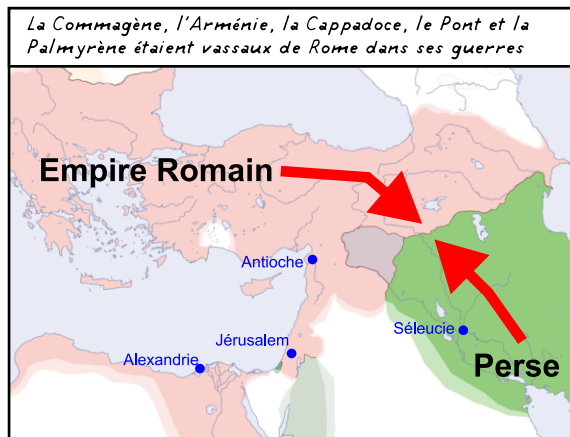 La Commagène, l'Arménie, la Cappadoce, le Pont et la
Palmyrène étaient vassaux de Rome dans ses guerres
Empire Romain
Antioche
Séleucie
Jérusalem
Alexandrie
Perse